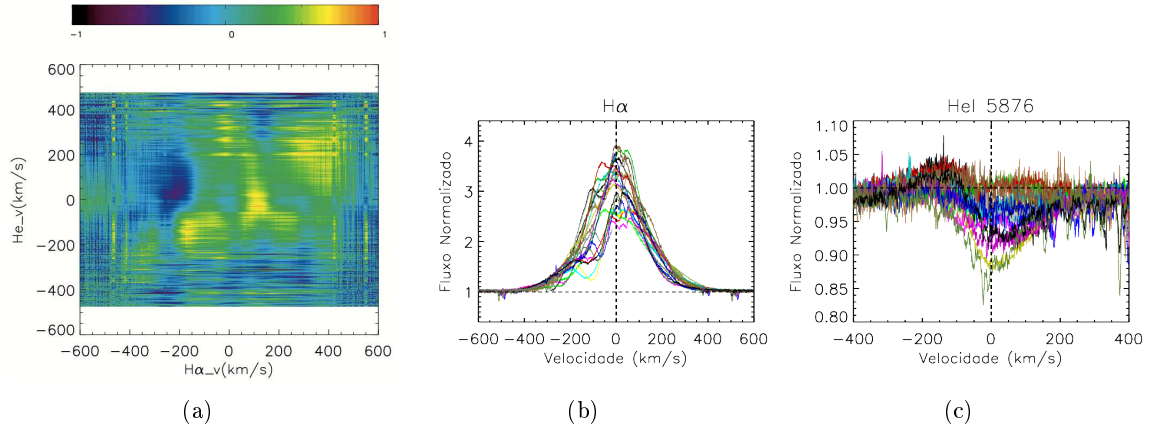 −1 0 1
600
400
200
0
−200
−400
−600
He_v(km/s)
−600 −400 −200 0 200 400 600
Hα_v(km/s)
(a)
Hα
4
3
2
1
Fluxo Normalizado
−600 −400 −200 0 200 400 600
Velocidade (km/s)
(b)
HeI 5876
1.10
1.05
1.00
0.95
0.90
0.85
0.80
Fluxo Normalizado
−400 −200 0 200 400
Velocidade (km/s)
(c)